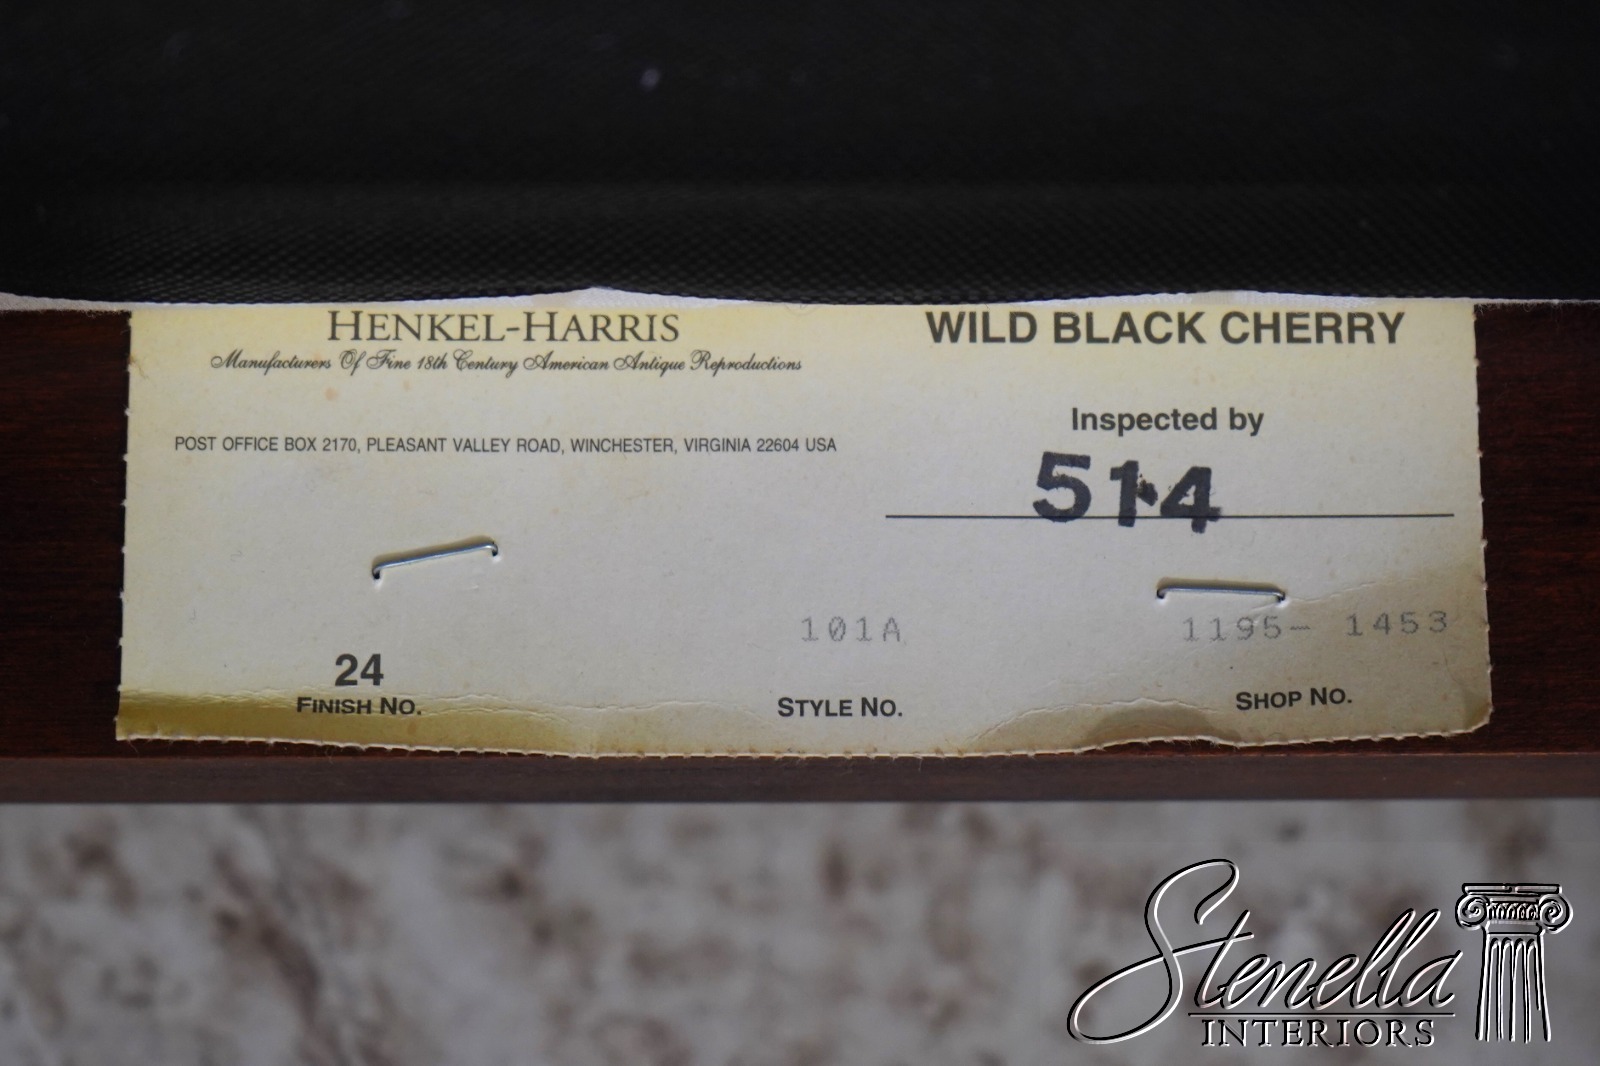 HENKEL-HARRIS
Manufacturers Of Fine 18th Century American Antique Reproductions
POST OFFICE BOX 2170, PLEASANT VALLEY ROAD, WINCHESTER, VIRGINIA 22604 USA
WILD BLACK CHERRY
Inspected by
514
24
FINISH NO.
101A
STYLE NO.
1195- 1453
SHOP NO.
Stenella
INTERIORS